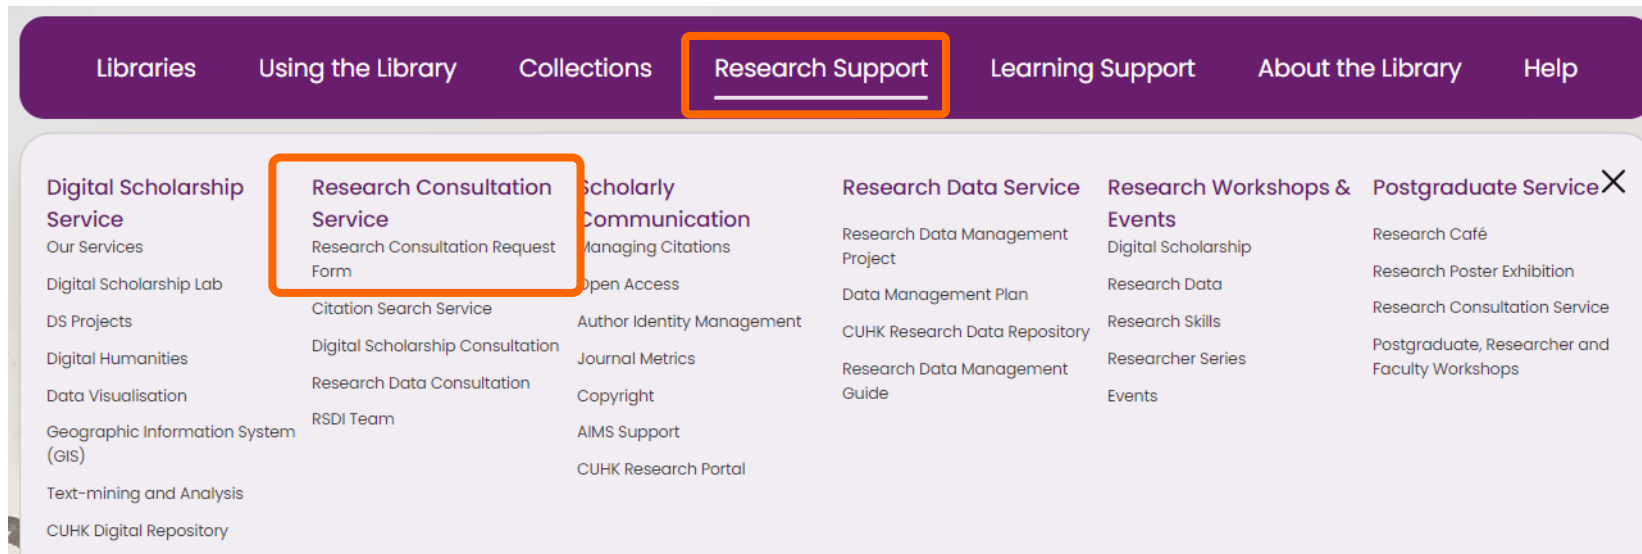 Libraries
Using the Library
Collections
Research Support
Learning Support
About the Library
Help
Digital Scholarship
Service
Our Services
Digital Scholarship Lab
DS Projects
Digital Humanities
Data Visualisation
Geographic Information System
(GIS)
Text-mining and Analysis
CUHK Digital Repository
Research Consultation
Service
Research Consultation Request
Form
Citation Search Service
Digital Scholarship Consultation
Research Data Consultation
RSDI Team
Scholarly
Communication
Managing Citations
Open Access
Author Identity Management
Journal Metrics
Copyright
AIMS Support
CUHK Research Portal
Research Data Service
Research Data Management
Project
Data Management Plan
CUHK Research Data Repository
Research Data Management
Guide
Research Workshops &
Events
Digital Scholarship
Research Data
Research Skills
Researcher Series
Events
Postgraduate Service
Research Café
Research Poster Exhibition
Research Consultation Service
Postgraduate, Researcher and
Faculty Workshops